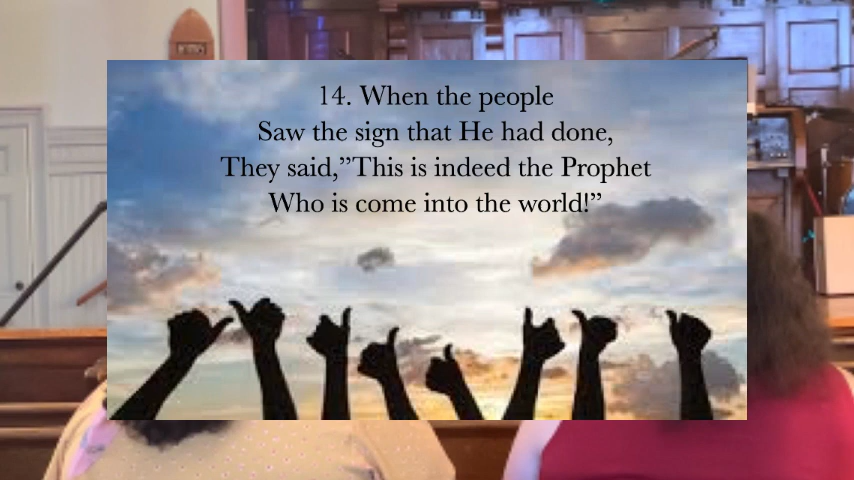 14. When the people
Saw the sign that He had done,
They said,”This is indeed the Prophet
Who is come into the world!”